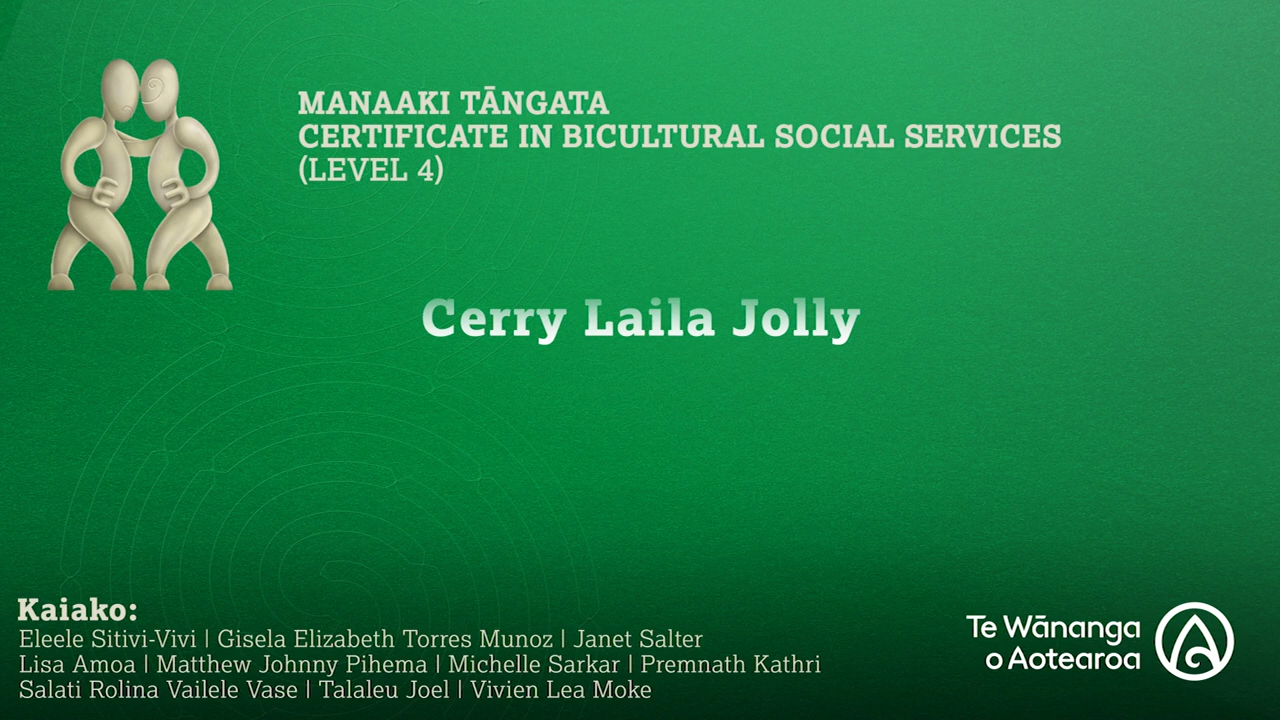 MANAAKI TĀNGATA
CERTIFICATE IN BICULTURAL SOCIAL SERVICES
(LEVEL 4)
Cerry Laila Jolly
Kaiako:
Eleele Sitivi-Vivi | Gisela Elizabeth Torres Munoz | Janet Salter
Lisa Amoa | Matthew Johnny Pihema | Michelle Sarkar | Premnath Kathri
Salati Rolina Vailele Vase | Talaleu Joel | Vivien Lea Moke
Te Wānanga
o Aotearoa